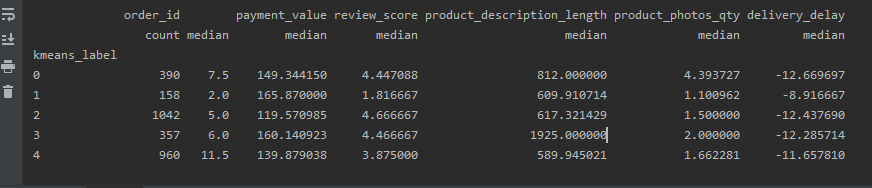 order_id payment_value review_score product_description_length product_photos_qty delivery_delay
count median median median median median median
kmeans_label
0 390 7.5 149.344150 4.447088 812.000000 4.393727 -12.669697
1 158 2.0 165.870000 1.816667 609.910714 1.100962 -8.916667
2 1042 5.0 119.570985 4.666667 617.321429 1.500000 -12.437690
3 357 6.0 160.140923 4.466667 1925.000000 2.000000 -12.285714
4 960 11.5 139.879038 3.875000 589.945021 1.662281 -11.657810